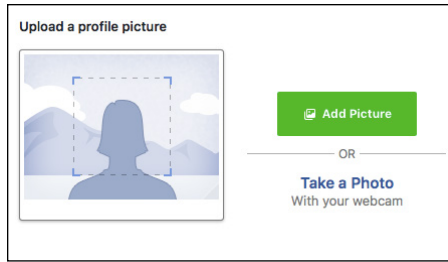 Upload a profile picture
Add Picture
OR
Take a Photo
With your webcam